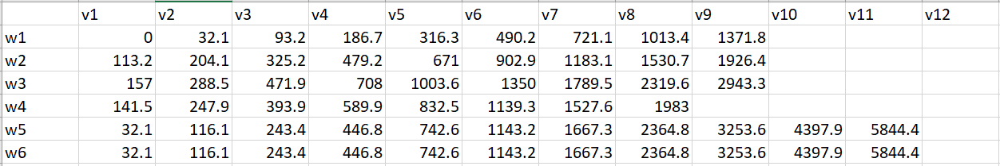 v1 v2 v3 v4 v5 v6 v7 v8 v9 v10 v11 v12
w1 0 32.1 93.2 186.7 316.3 490.2 721.1 1013.4 1371.8
w2 113.2 204.1 325.2 479.2 671 902.9 1183.1 1530.7 1926.4
w3 157 288.5 471.9 708 1003.6 1350 1789.5 2319.6 2943.3
w4 141.5 247.9 393.9 589.9 832.5 1139.3 1527.6 1983
w5 32.1 116.1 243.4 446.8 742.6 1143.2 1667.3 2364.8 3253.6 4397.9 5844.4
w6 32.1 116.1 243.4 446.8 742.6 1143.2 1667.3 2364.8 3253.6 4397.9 5844.4